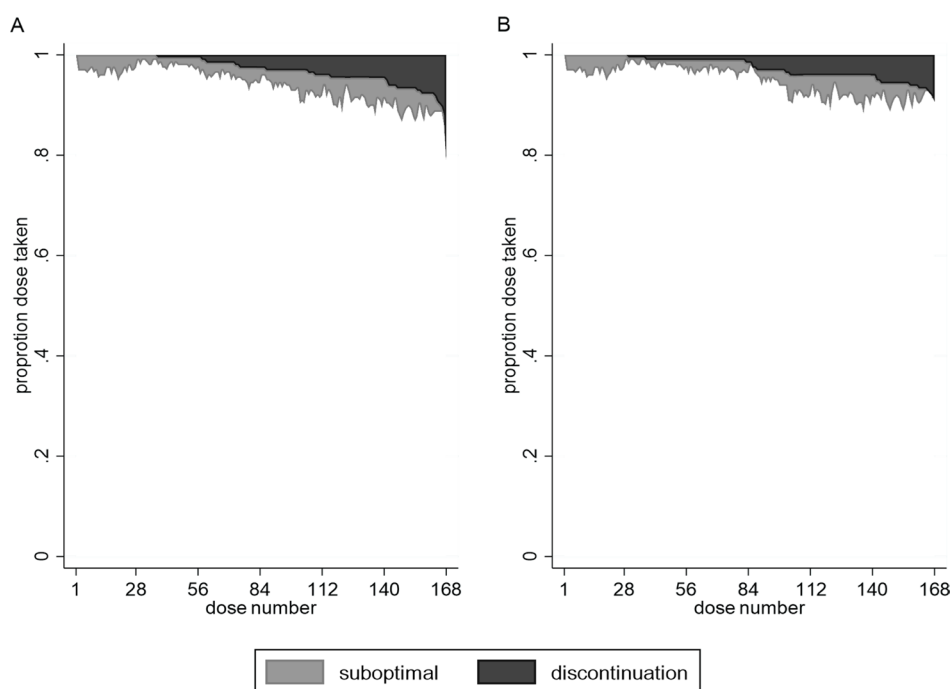 A
B
proprotion dose taken
1
.8
.6
.4
.2
0
1 28 56 84 112 140 168
dose number
proprotion dose taken
1
.8
.6
.4
.2
0
1 28 56 84 112 140 168
dose number
suboptimal discontinuation